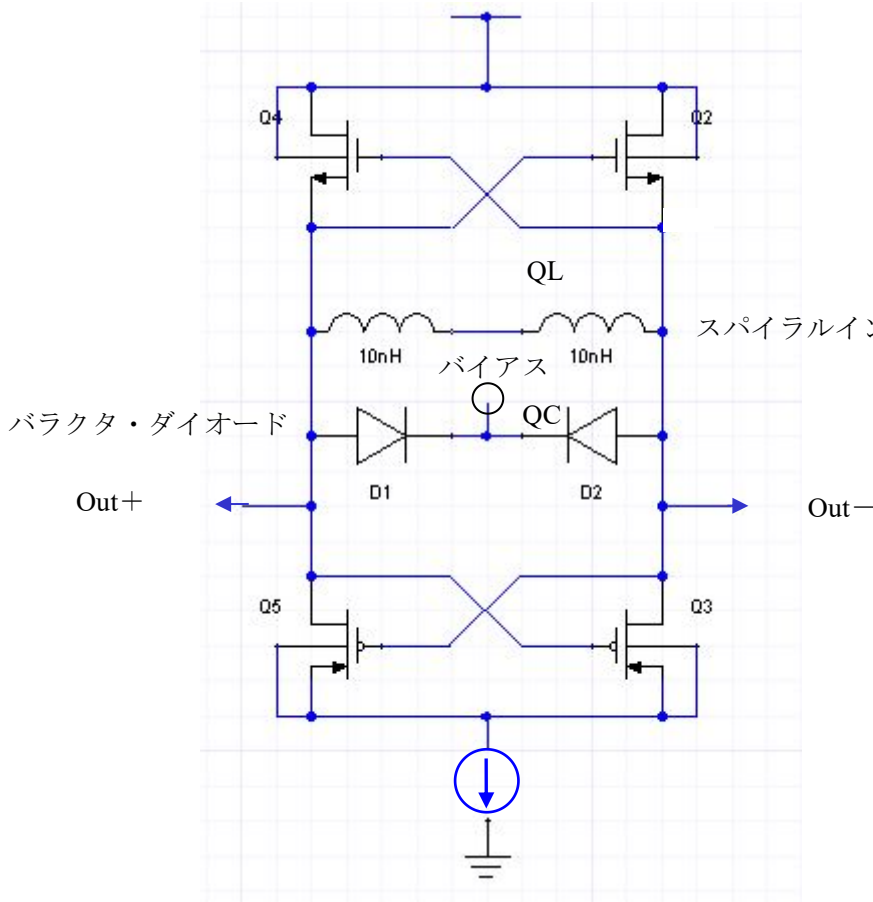 Q4
Q2
QL
スパイラルイン
10nH
10nH
バイアス
QC
バラクタ・ダイオード
D1
D2
Out＋
Out－
Q5
Q3